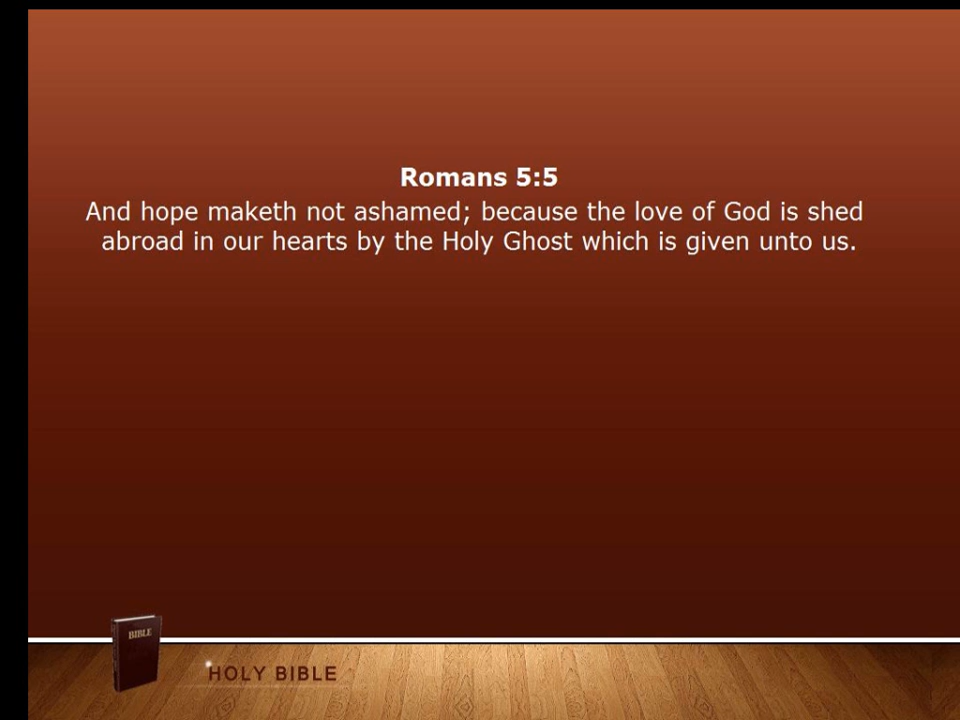 Romans 5:5
And hope maketh not ashamed; because the love of God is shed
abroad in our hearts by the Holy Ghost which is given unto us.
BIBLE
HOLY BIBLE